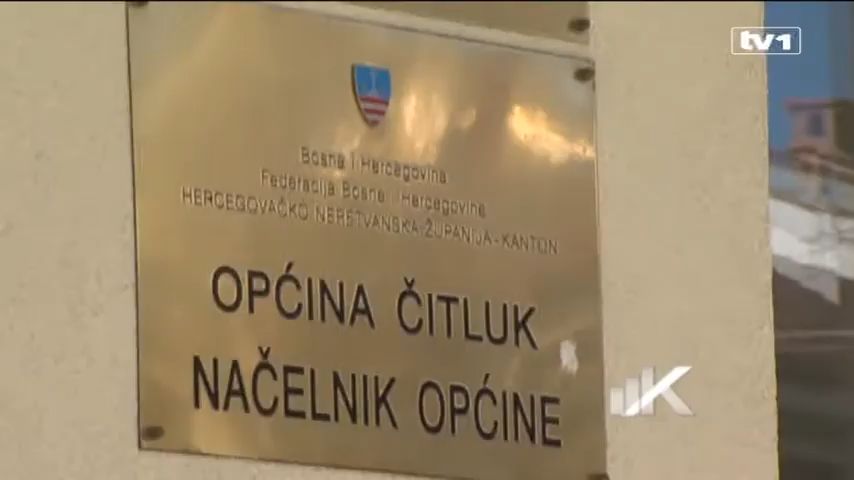 tv1
Bosna i Hercegovina
Federacija Bosne i Hercegovine
HERCEGOVAČKO NERETVANSKA ŽUPANIJA-KANTON
OPĆINA ČITLUK
NAČELNIK OPĆINE
K